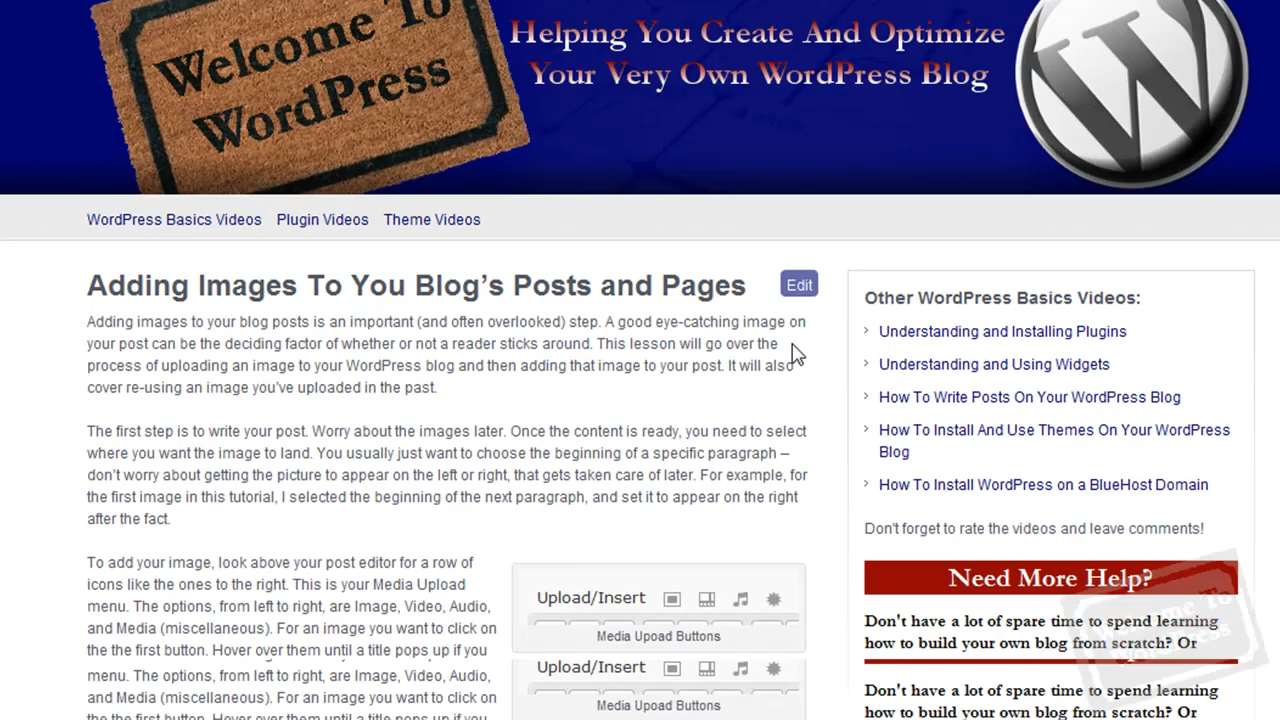 Welcome To
WordPress
Helping You Create And Optimize
Your Very Own WordPress Blog
W
WordPress Basics Videos Plugin Videos Theme Videos
Adding Images To You Blog's Posts and Pages
Edit
Adding images to your blog posts is an important (and often overlooked) step. A good eye-catching image on
your post can be the deciding factor of whether or not a reader sticks around. This lesson will go over the
process of uploading an image to your WordPress blog and then adding that image to your post. It will also
cover re-using an image you've uploaded in the past.
The first step is to write your post. Worry about the images later. Once the content is ready, you need to select
where you want the image to land. You usually just want to choose the beginning of a specific paragraph –
don't worry about getting the picture to appear on the left or right, that gets taken care of later. For example, for
the first image in this tutorial, I selected the beginning of the next paragraph, and set it to appear on the right
after the fact.
To add your image, look above your post editor for a row of
icons like the ones to the right. This is your Media Upload
menu. The options, from left to right, are Image, Video, Audio,
and Media (miscellaneous). For an image you want to click on
the the first button. Hover over them until a title pops up if you
menu. The options, from left to right, are Image, Video, Audio,
and Media (miscellaneous). For an image you want to click on
the the first button. Hover over them until a title pops up if you
Upload/Insert
Media Upoad Buttons
Upload/Insert
Media Upoad Buttons
Other WordPress Basics Videos:
Understanding and Installing Plugins
Understanding and Using Widgets
How To Write Posts On Your WordPress Blog
How To Install And Use Themes On Your WordPress
Blog
How To Install WordPress on a BlueHost Domain
Don't forget to rate the videos and leave comments!
Need More Help?
Don't have a lot of spare time to spend learning
how to build your own blog from scratch? Or
Don't have a lot of spare time to spend learning
how to build your own blog from scratch? Or
Welcome To
WordPress